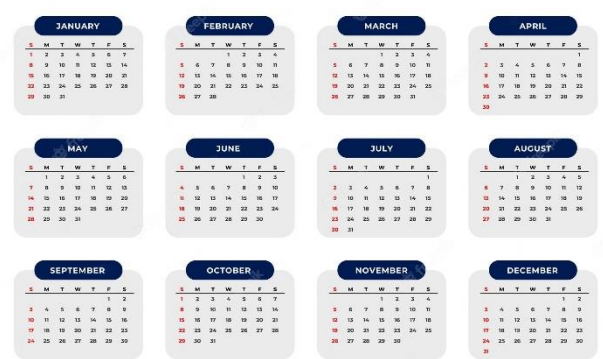 JANUARY
S M T W T F S
1 2 3 4 5 6 7
8 9 10 11 12 13 14
15 16 17 18 19 20 21
22 23 24 25 26 27 28
29 30 31
FEBRUARY
S M T W T F S
1 2 3 4
5 6 7 8 9 10 11
12 13 14 15 16 17 18
19 20 21 22 23 24 25
26 27 28
MARCH
S M T W T F S
1 2 3 4
5 6 7 8 9 10 11
12 13 14 15 16 17 18
19 20 21 22 23 24 25
26 27 28 29 30 31
APRIL
S M T W T F S
1
2 3 4 5 6 7 8
9 10 11 12 13 14 15
16 17 18 19 20 21 22
23 24 25 26 27 28 29
30
MAY
S M T W T F S
1 2 3 4 5 6
7 8 9 10 11 12 13
14 15 16 17 18 19 20
21 22 23 24 25 26 27
28 29 30 31
JUNE
S M T W T F S
1 2 3
4 5 6 7 8 9 10
11 12 13 14 15 16 17
18 19 20 21 22 23 24
25 26 27 28 29 30
JULY
S M T W T F S
1
2 3 4 5 6 7 8
9 10 11 12 13 14 15
16 17 18 19 20 21 22
23 24 25 26 27 28 29
30 31
AUGUST
S M T W T F S
1 2 3 4 5
6 7 8 9 10 11 12
13 14 15 16 17 18 19
20 21 22 23 24 25 26
27 28 29 30 31
SEPTEMBER
S M T W T F S
1 2
3 4 5 6 7 8 9
10 11 12 13 14 15 16
17 18 19 20 21 22 23
24 25 26 27 28 29 30
OCTOBER
S M T W T F S
1 2 3 4 5 6 7
8 9 10 11 12 13 14
15 16 17 18 19 20 21
22 23 24 25 26 27 28
29 30 31
NOVEMBER
S M T W T F S
1 2 3 4
5 6 7 8 9 10 11
12 13 14 15 16 17 18
19 20 21 22 23 24 25
26 27 28 29 30
DECEMBER
S M T W T F S
1 2
3 4 5 6 7 8 9
10 11 12 13 14 15 16
17 18 19 20 21 22 23
24 25 26 27 28 29 30
31